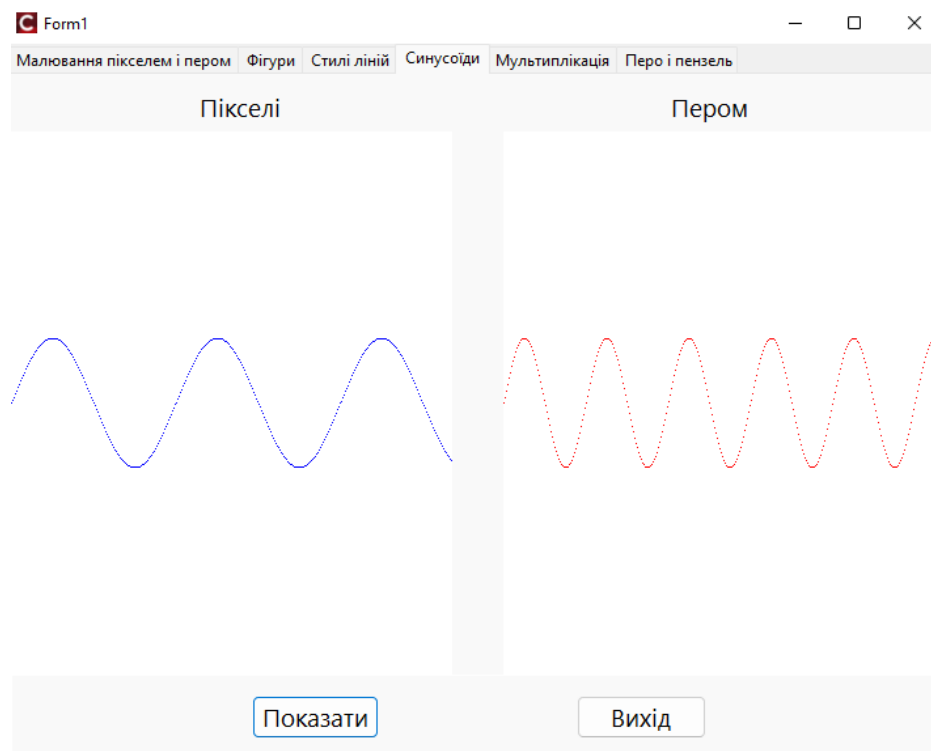 Form1
Малювання пікселем і пером Фігури Стилі ліній Синусоїди Мультиплікація Перо і пензель
Пікселі Пером
Показати Вихід